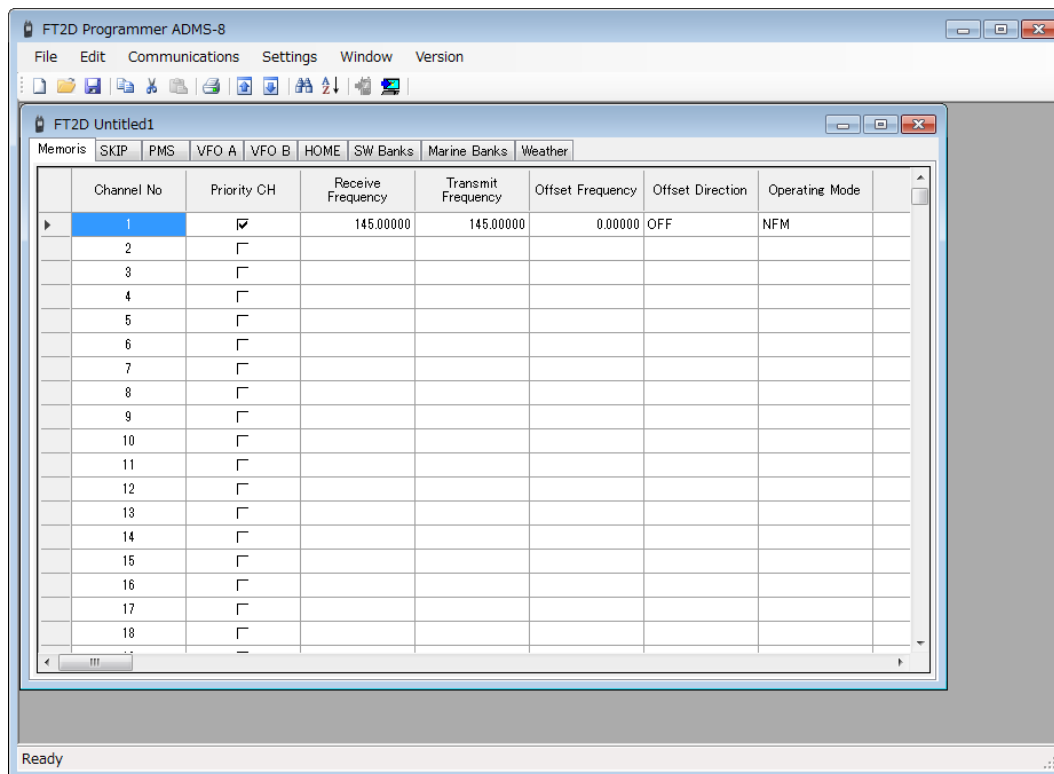 FT2D Programmer ADMS-8
File Edit Communications Settings Window Version
FT2D Untitled1
Memoris SKIP PMS VFO A VFO B HOME SW Banks Marine Banks Weather
Channel No Priority CH Receive Frequency Transmit Frequency Offset Frequency Offset Direction Operating Mode
1 145.00000 145.00000 0.00000 OFF NFM
2
3
4
5
6
7
8
9
10
11
12
13
14
15
16
17
18
Ready